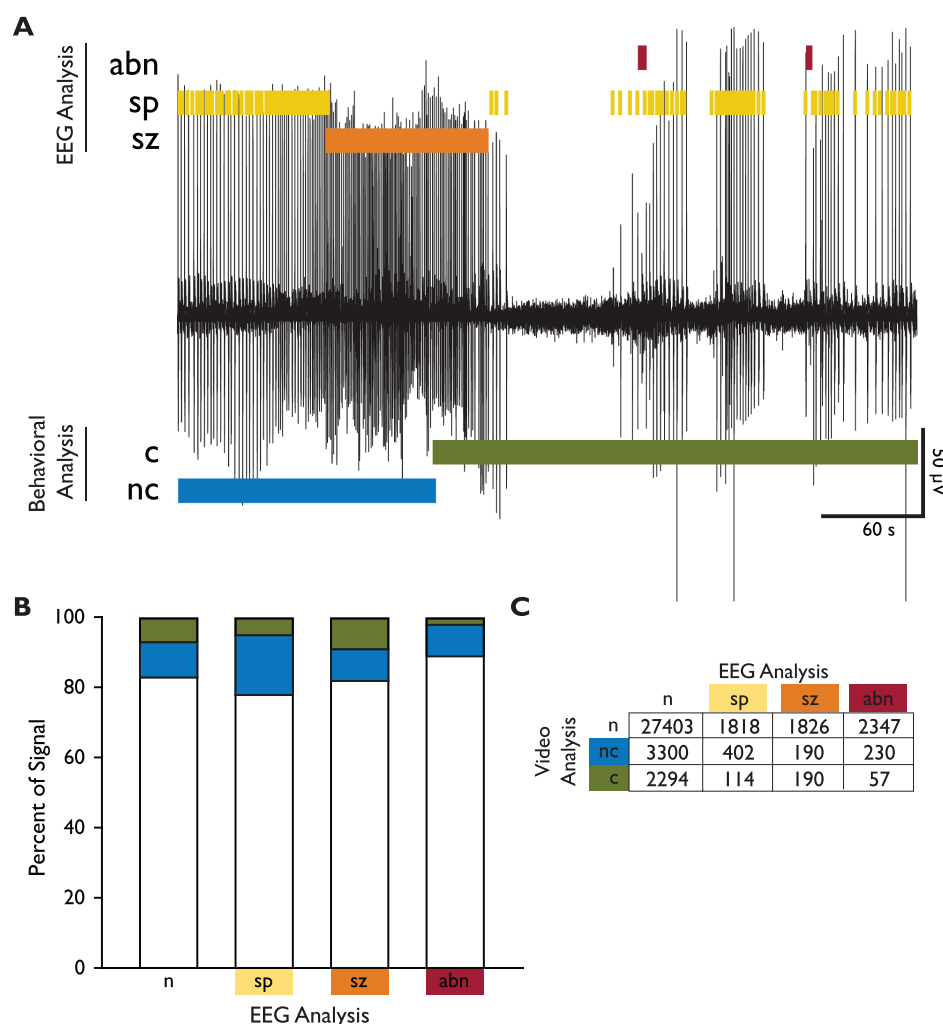 A
EEG Analysis
abn
sp
sz
Behavioral
Analysis
c
nc
50 µV
60 s
B
Percent of Signal
100
80
60
40
20
0
n
sp
sz
abn
EEG Analysis
C
EEG Analysis
n
sp
sz
abn
Video
Analysis
n 27403 1818 1826 2347
nc 3300 402 190 230
c 2294 114 190 57